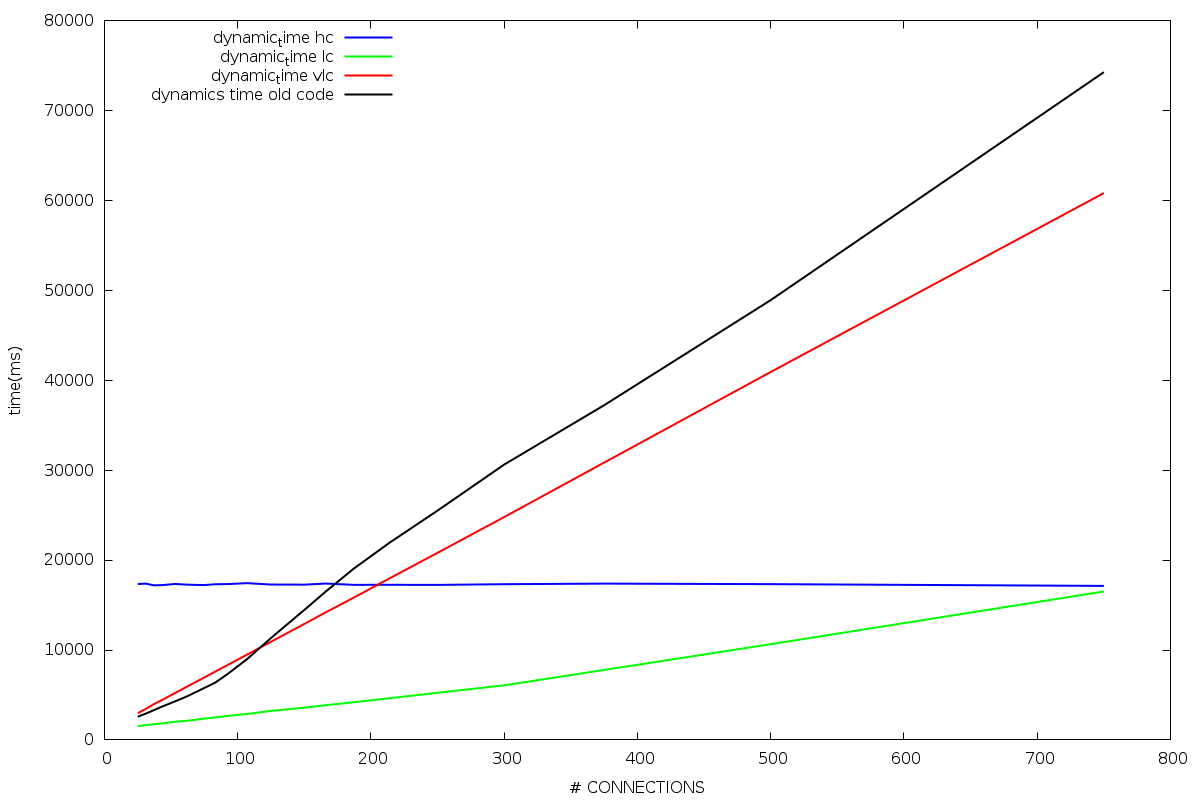 80000
70000
60000
50000
40000
30000
20000
10000
0
dynamic_time hc
dynamic_time lc
dynamic_time vlc
dynamics time old code
time(ms)
0 100 200 300 400 500 600 700 800
# CONNECTIONS